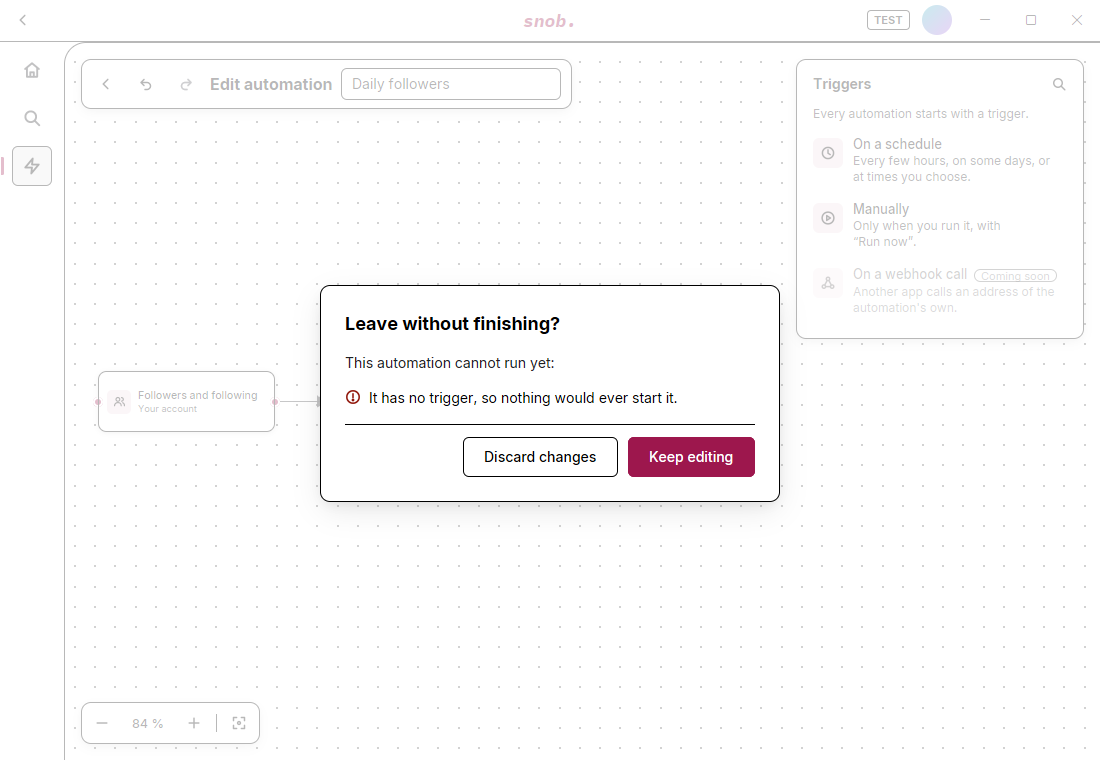 snob.
TEST
Edit automation
Daily followers
Triggers
Every automation starts with a trigger.
On a schedule
Every few hours, on some days, or
at times you choose.
Manually
Only when you run it, with
“Run now”.
On a webhook call
Coming soon
Another app calls an address of the
automation's own.
Followers and following
Your account
Leave without finishing?
This automation cannot run yet:
It has no trigger, so nothing would ever start it.
Discard changes
Keep editing
84 %